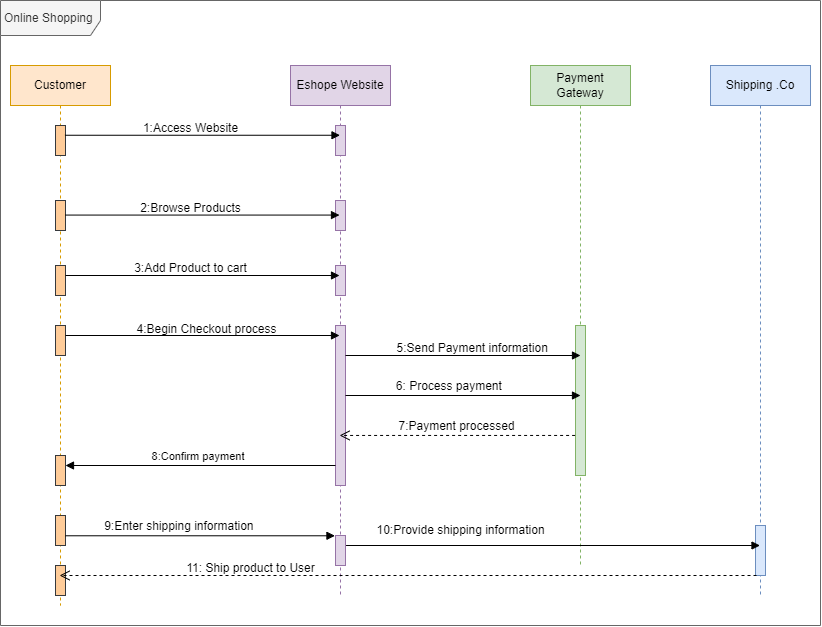 Online Shopping
Customer
Eshope Website
Payment
Gateway
Shipping .Co
1:Access Website
2:Browse Products
3:Add Product to cart
4:Begin Checkout process
5:Send Payment information
6: Process payment
7:Payment processed
8:Confirm payment
9:Enter shipping information
10:Provide shipping information
11: Ship product to User